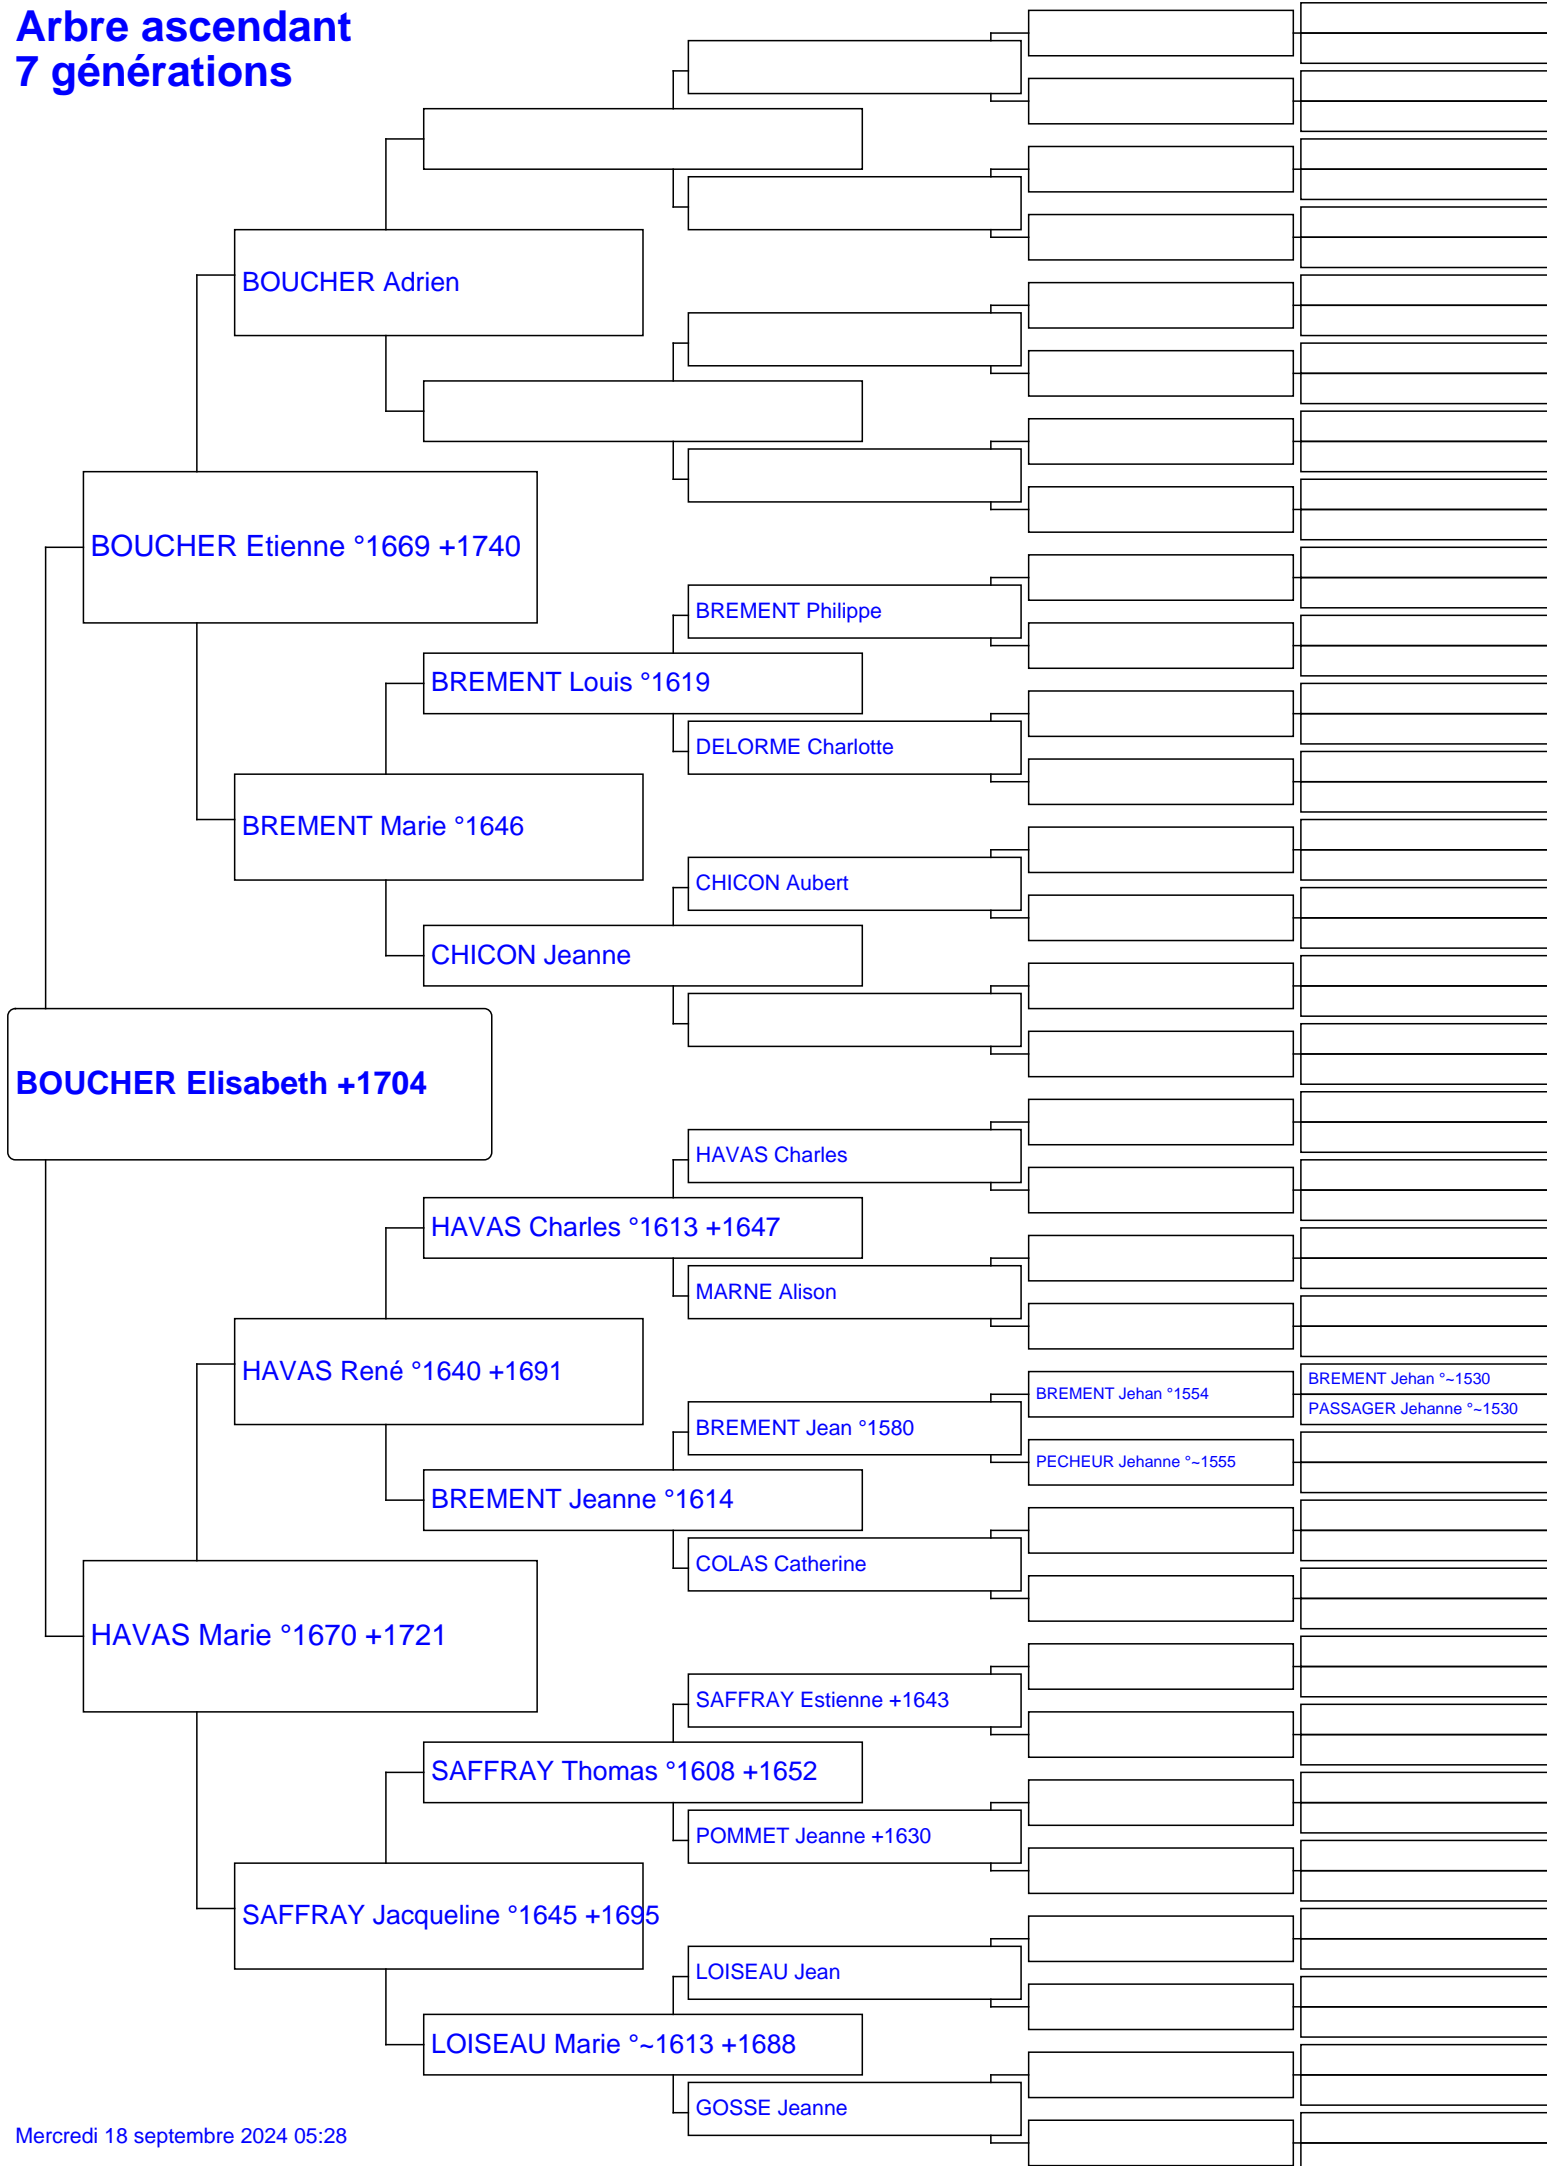 Arbre ascendant
7 générations
BOUCHER Adrien
BOUCHER Etienne °1669 +1740
BREMENT Philippe
BREMENT Louis °1619
DELORME Charlotte
BREMENT Marie °1646
CHICON Aubert
CHICON Jeanne
BOUCHER Elisabeth +1704
HAVAS Charles
HAVAS Charles °1613 +1647
MARNE Alison
HAVAS René °1640 +1691
BREMENT Jehan °~1530
BREMENT Jehan °1554
PASSAGER Jehanne °~1530
BREMENT Jean °1580
PECHEUR Jehanne °~1555
BREMENT Jeanne °1614
COLAS Catherine
HAVAS Marie °1670 +1721
SAFFRAY Estienne +1643
SAFFRAY Thomas °1608 +1652
POMMET Jeanne +1630
SAFFRAY Jacqueline °1645 +1695
LOISEAU Jean
LOISEAU Marie °~1613 +1688
GOSSE Jeanne
Mercredi 18 septembre 2024 05:28